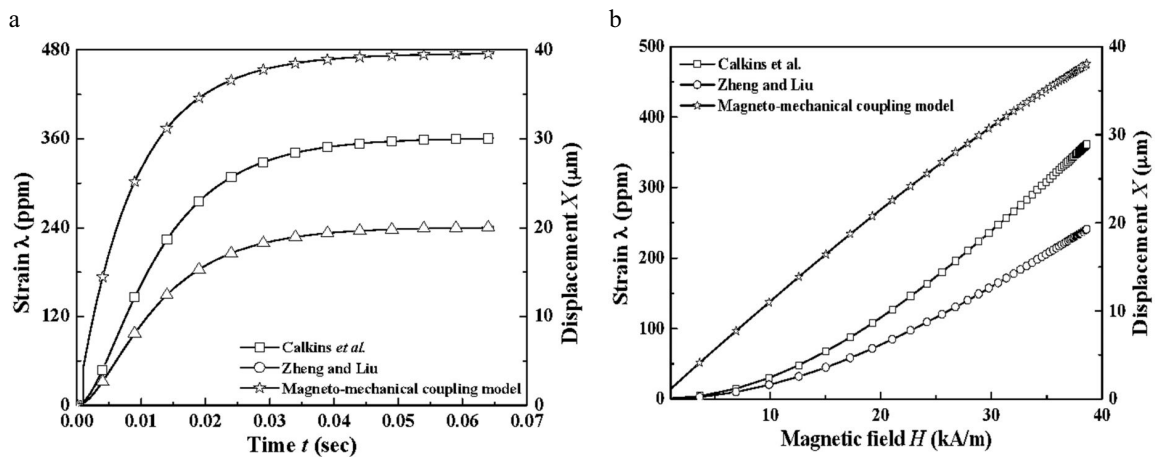 a
480
360
240
120
0
40
30
20
10
0
0.00 0.01 0.02 0.03 0.04 0.05 0.06 0.07
Strain λ (ppm)
Displacement X (μm)
Calkins et al.
Zheng and Liu
Magneto-mechanical coupling model
Time t (sec)
b
500
400
300
200
100
0
40
30
20
10
0
10 20 30 40
Strain λ (ppm)
Displacement X (μm)
Calkins et al.
Zheng and Liu
Magneto-mechanical coupling model
Magnetic field H (kA/m)